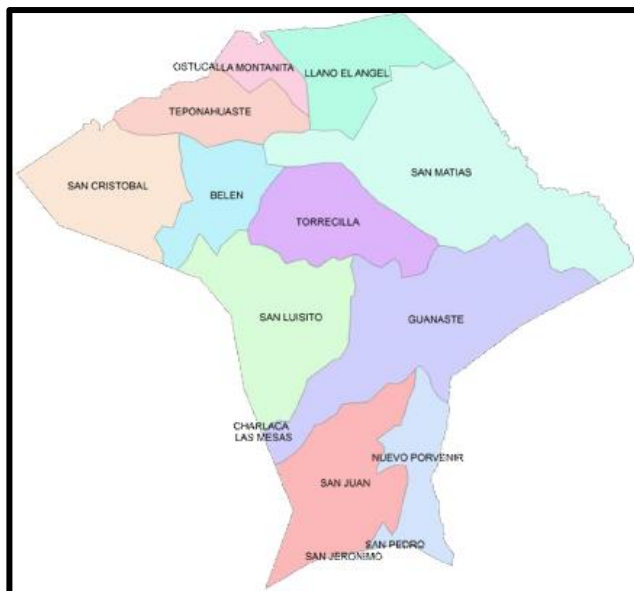 OSTUCALLA MONTANITA
LLANO EL ANGEL
TEPONAHUASTE
SAN CRISTOBAL
BELEN
SAN MATIAS
TORRECILLA
SAN LUISITO
GUANASTE
CHARLACA
LAS MESAS
NUEVO PORVENIR
SAN JUAN
SAN PEDRO
SAN JERONIMO